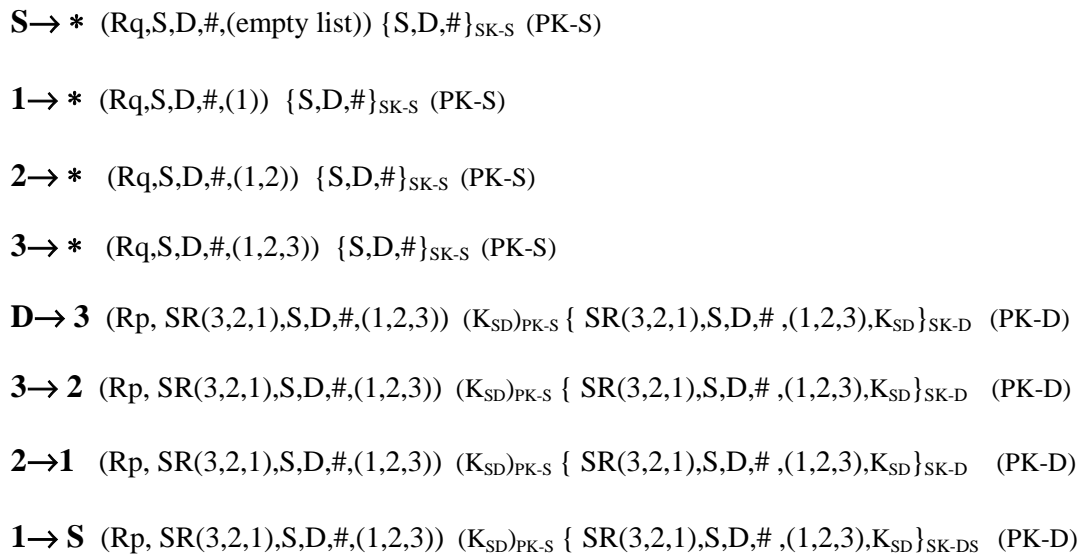 S→ * (Rq,S,D,#,(empty list)) {S,D,#}SK-S (PK-S)
1→ * (Rq,S,D,#,(1)) {S,D,#}SK-S (PK-S)
2→ * (Rq,S,D,#,(1,2)) {S,D,#}SK-S (PK-S)
3→ * (Rq,S,D,#,(1,2,3)) {S,D,#}SK-S (PK-S)
D→ 3 (Rp, SR(3,2,1),S,D,#,(1,2,3)) (KSD)PK-S { SR(3,2,1),S,D,# ,(1,2,3),KSD}SK-D (PK-D)
3→ 2 (Rp, SR(3,2,1),S,D,#,(1,2,3)) (KSD)PK-S { SR(3,2,1),S,D,# ,(1,2,3),KSD}SK-D (PK-D)
2→1 (Rp, SR(3,2,1),S,D,#,(1,2,3)) (KSD)PK-S { SR(3,2,1),S,D,# ,(1,2,3),KSD}SK-D (PK-D)
1→ S (Rp, SR(3,2,1),S,D,#,(1,2,3)) (KSD)PK-S { SR(3,2,1),S,D,# ,(1,2,3),KSD}SK-DS (PK-D)